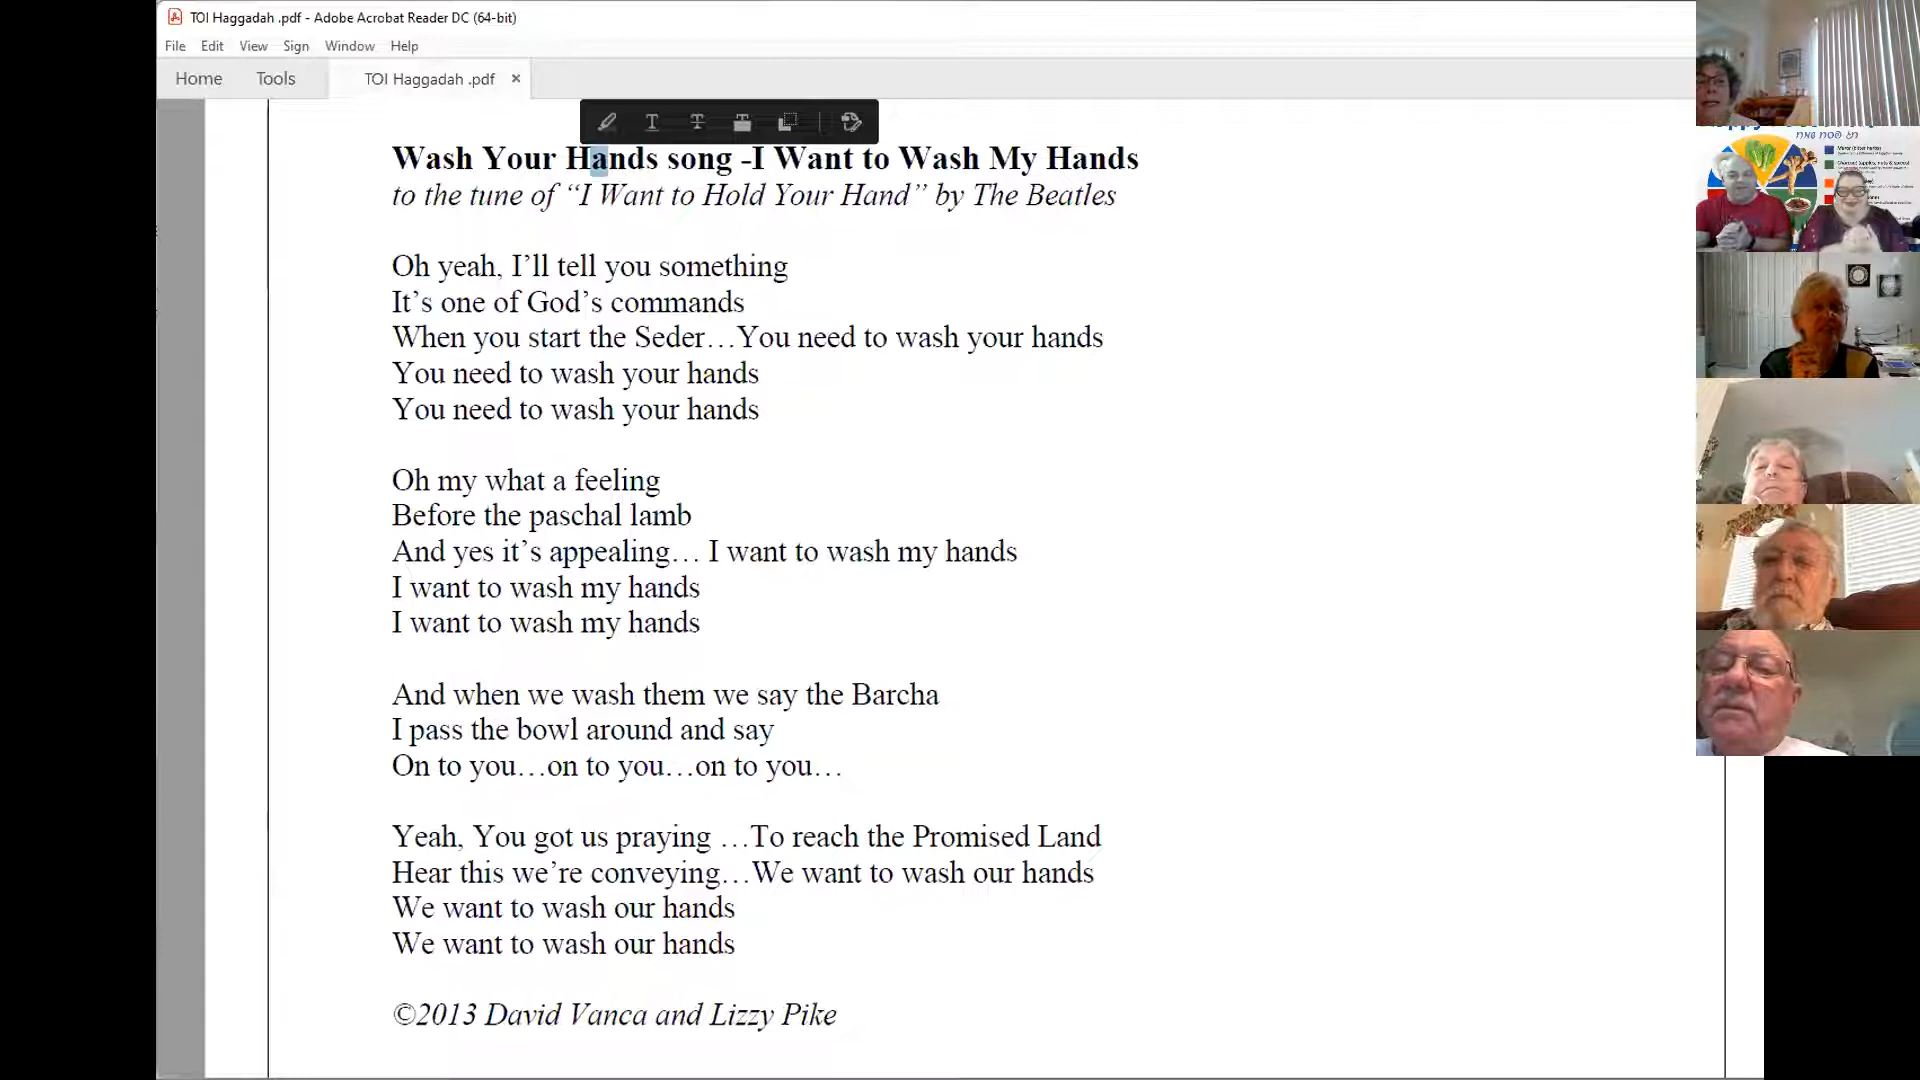 TOI Haggadah .pdf - Adobe Acrobat Reader DC (64-bit)
File Edit View Sign Window Help
Home Tools TOI Haggadah .pdf ×
Wash Your Hands song -I Want to Wash My Hands
to the tune of “I Want to Hold Your Hand” by The Beatles
Oh yeah, I’ll tell you something
It’s one of God’s commands
When you start the Seder…You need to wash your hands
You need to wash your hands
You need to wash your hands
Oh my what a feeling
Before the paschal lamb
And yes it’s appealing… I want to wash my hands
I want to wash my hands
I want to wash my hands
And when we wash them we say the Barcha
I pass the bowl around and say
On to you…on to you…on to you…
Yeah, You got us praying …To reach the Promised Land
Hear this we’re conveying…We want to wash our hands
We want to wash our hands
We want to wash our hands
©2013 David Vanca and Lizzy Pike